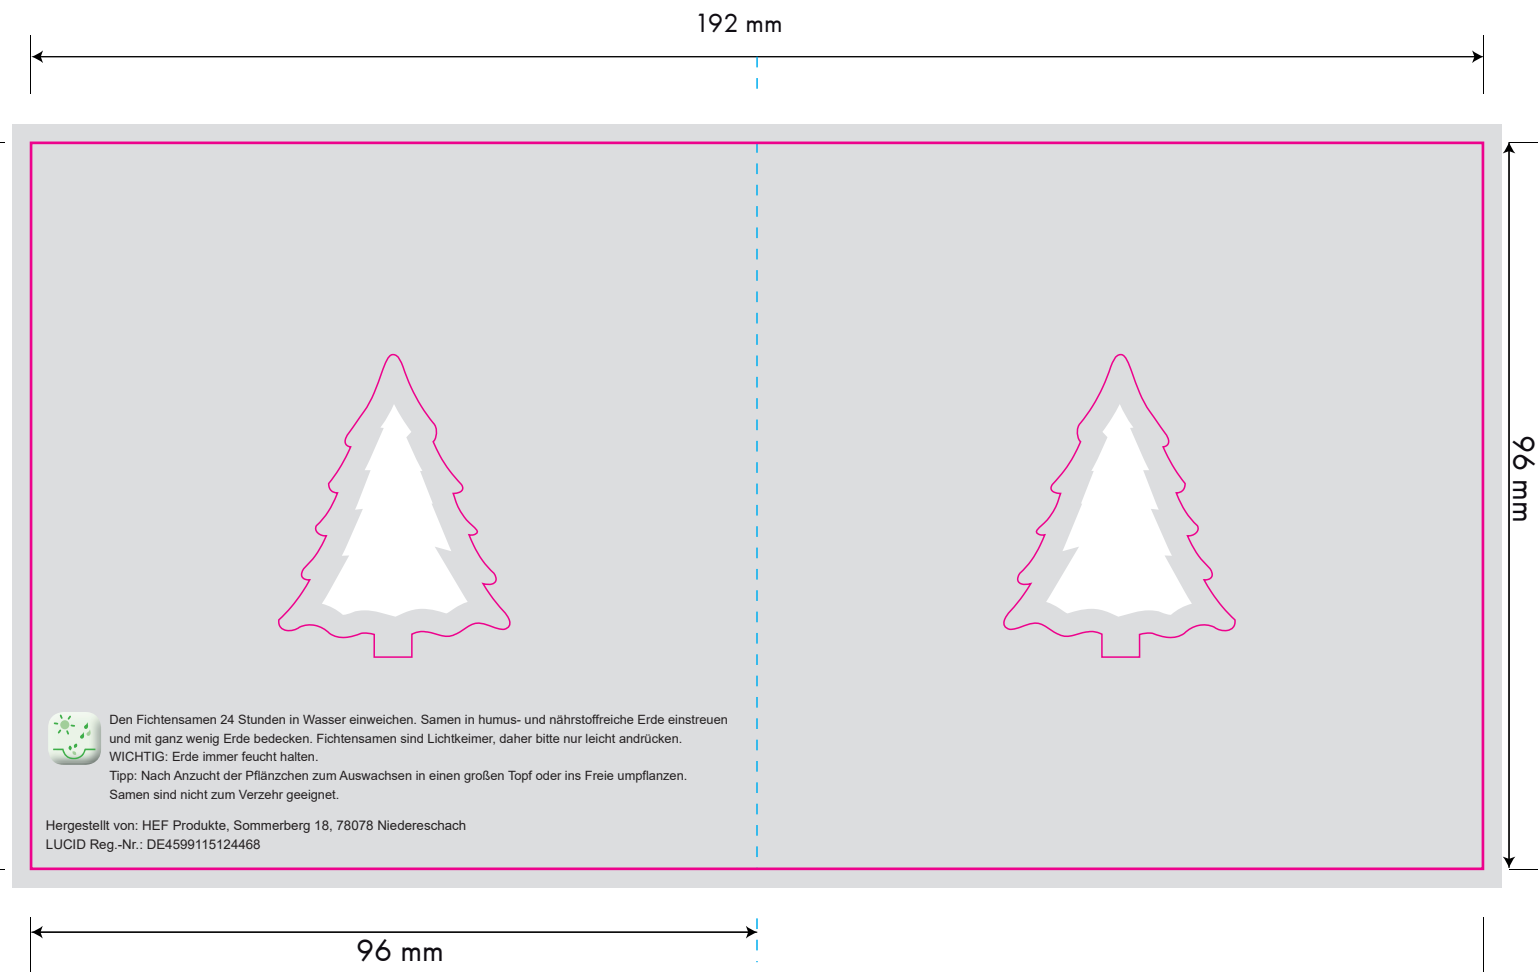 192 mm
96 mm
Den Fichtensamen 24 Stunden in Wasser einweichen. Samen in humus- und nährstoffreiche Erde einstreuen
und mit ganz wenig Erde bedecken. Fichtensamen sind Lichtkeimer, daher bitte nur leicht andrücken.
WICHTIG: Erde immer feucht halten.
Tipp: Nach Anzucht der Pflänzchen zum Auswachsen in einen großen Topf oder ins Freie umpflanzen.
Samen sind nicht zum Verzehr geeignet.
Hergestellt von: HEF Produkte, Sommerberg 18, 78078 Niedereschach
LUCID Reg.-Nr.: DE4599115124468
96 mm